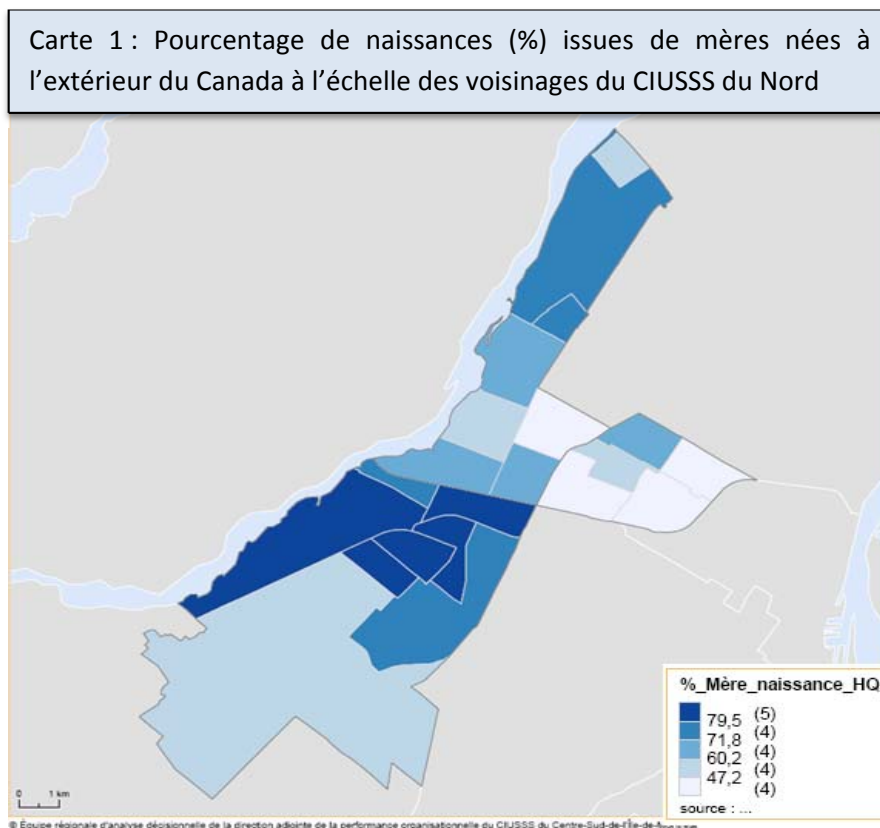 Carte 1 : Pourcentage de naissances (%) issues de mères nées à
l’extérieur du Canada à l’échelle des voisinages du CIUSSS du Nord
%_Mère_naissance_HQ
79,5 (5)
71,8 (4)
60,2 (4)
47,2 (4)
(4)
source : ...
0 1 km
© Équipe régionale d'analyse décisionnelle de la direction adjointe de la performance organisationnelle du CIUSSS du Centre-Sud-de-l'Île-de-